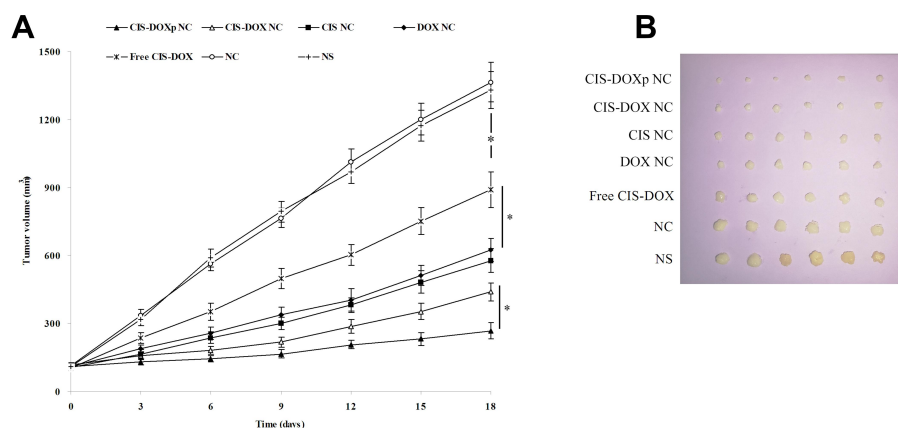 A
CIS-DOXp NC CIS-DOX NC CIS NC DOX NC
Free CIS-DOX NC NS
1500
1200
900
600
300
0
Tumor volume (mm3)
0 3 6 9 12 15 18
Time (days)
*
*
*
B
CIS-DOXp NC
CIS-DOX NC
CIS NC
DOX NC
Free CIS-DOX
NC
NS